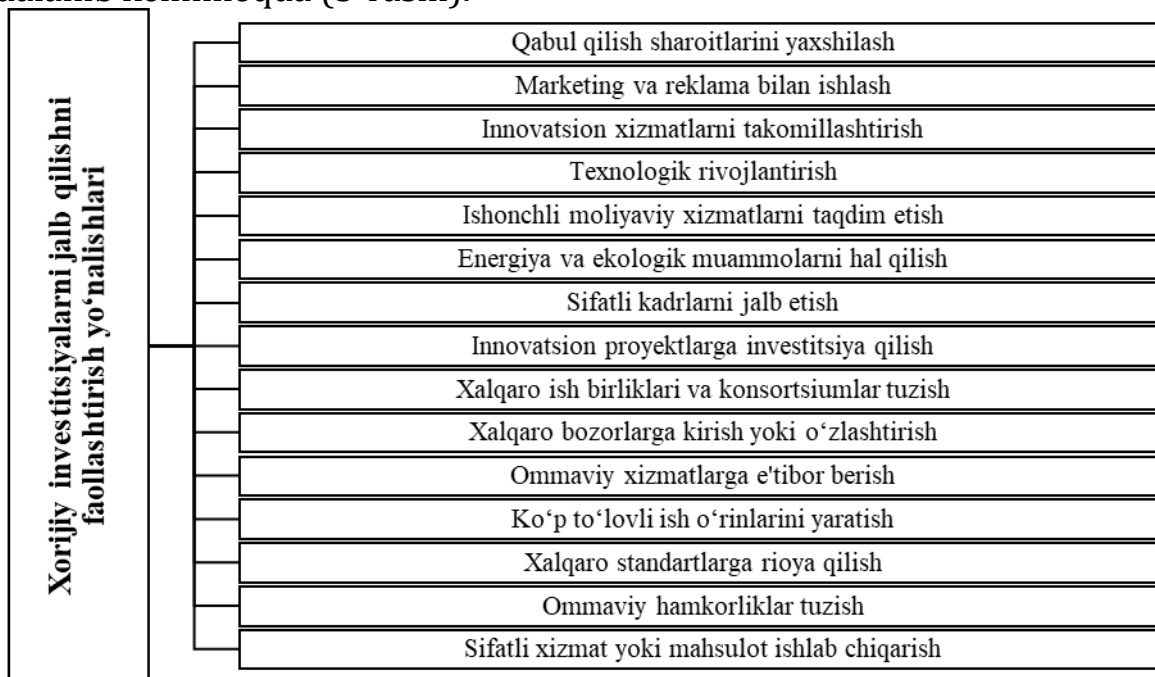 Xorijiy investitsiyalarni jalb qilishni
faollashtirish yo‘nalishlari
Qabul qilish sharoitlarini yaxshilash
Marketing va reklama bilan ishlash
Innovatsion xizmatlarni takomillashtirish
Texnologik rivojlantirish
Ishonchli moliyaviy xizmatlarni taqdim etish
Energiya va ekologik muammolarni hal qilish
Sifatli kadrlarni jalb etish
Innovatsion proyektlarga investitsiya qilish
Xalqaro ish birliklari va konsortsiumlar tuzish
Xalqaro bozorlarga kirish yoki o‘zlashtirish
Ommaviy xizmatlarga e'tibor berish
Ko‘p to‘lovli ish o‘rinlarini yaratish
Xalqaro standartlarga rioya qilish
Ommaviy hamkorliklar tuzish
Sifatli xizmat yoki mahsulot ishlab chiqarish